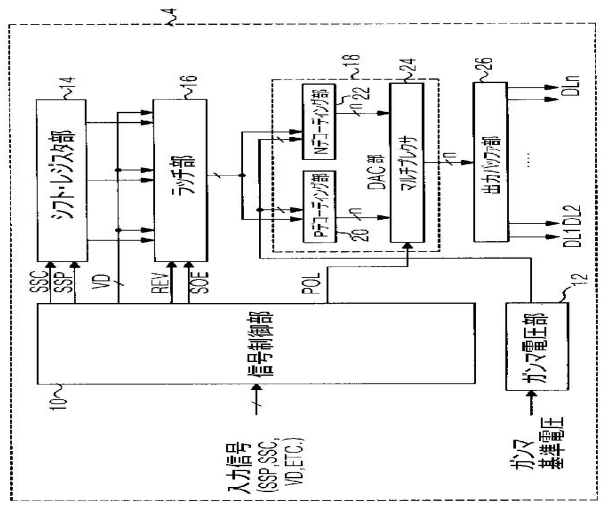 4
シフト・レジスタ部
14
SSC
SSP
VD
ラッチ部
16
REV
SOE
信号制御部
10
入力信号
(SSP,SSC,
VD,ETC.)
POL
18
Pデコーディング部
20
n
Nデコーディング部
22
n
DAC部
マルチプレクサ
24
n
出力バッファ部
26
DL1
DL2
....
DLn
ガンマ電圧部
12
ガンマ
基準電圧